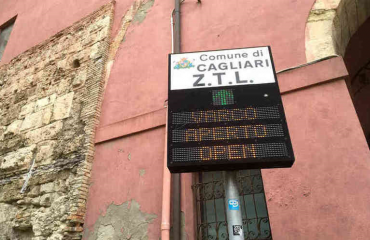 Comune di
CAGLIARI
Z.T.L.
VARCO
APERTO
OPEN